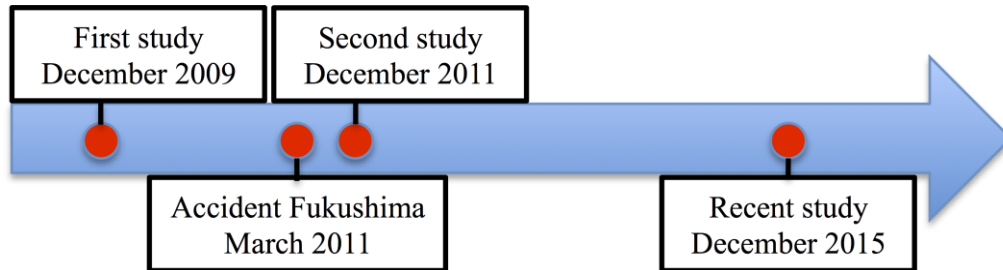 First study
December 2009
Second study
December 2011
Accident Fukushima
March 2011
Recent study
December 2015